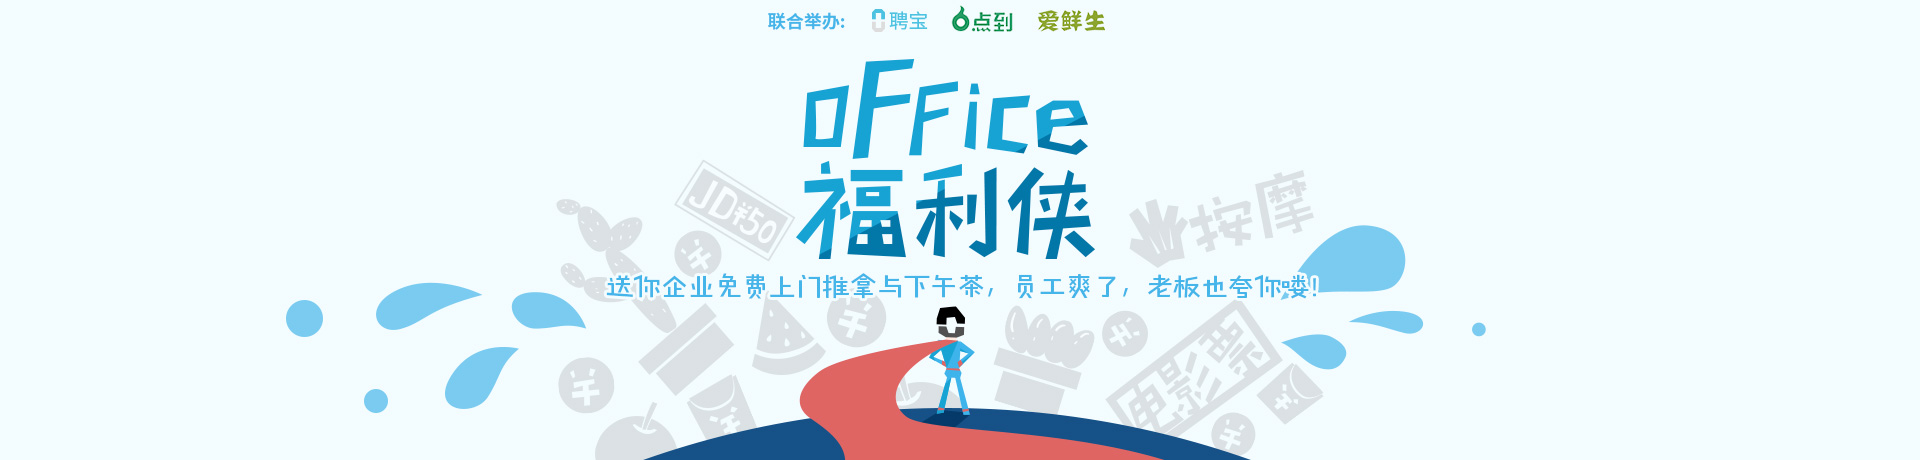 联合举办: 聘宝 6点到 爱鲜生
OFFice
福利侠
JD¥50
按摩
送你企业免费上门推拿与下午茶，员工爽了，老板也夸你喽!
电影票